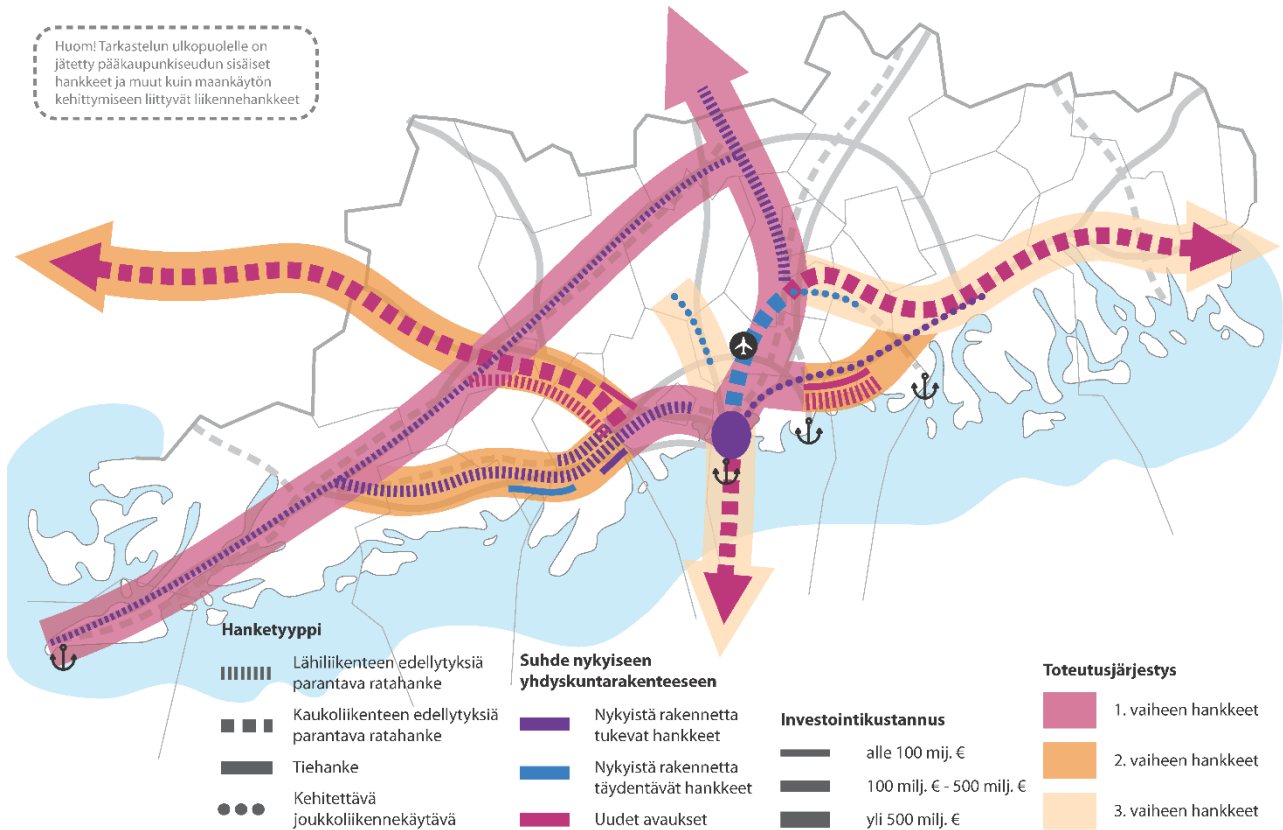 Huom! Tarkastelun ulkopuolelle on
jätetty pääkaupunkiseudun sisäiset
hankkeet ja muut kuin maankäytön
kehittymiseen liittyvät liikennehankkeet
Hanketyyppi
Lähiliikenteen edellytyksiä
parantava ratahanke
Kaukoliikenteen edellytyksiä
parantava ratahanke
Tiehanke
Kehitettävä
joukkoliikennekäytävä
Suhde nykyiseen
yhdyskuntarakenteeseen
Nykyistä rakennetta
tukevat hankkeet
Nykyistä rakennetta
täydentävät hankkeet
Uudet avaukset
Investointikustannus
alle 100 mij. €
100 milj. € - 500 milj. €
yli 500 milj. €
Toteutusjärjestys
1. vaiheen hankkeet
2. vaiheen hankkeet
3. vaiheen hankkeet